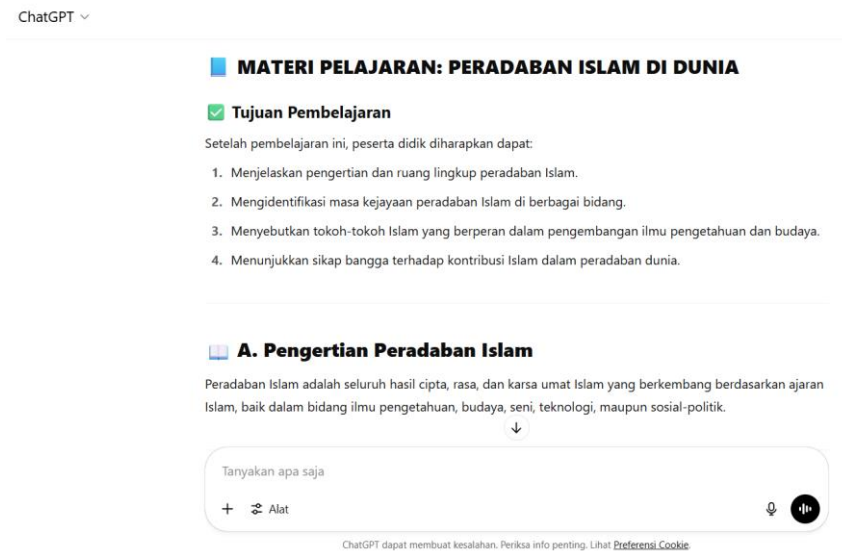 ChatGPT
MATERI PELAJARAN: PERADABAN ISLAM DI DUNIA
Tujuan Pembelajaran
Setelah pembelajaran ini, peserta didik diharapkan dapat:
1. Menjelaskan pengertian dan ruang lingkup peradaban Islam.
2. Mengidentifikasi masa kejayaan peradaban Islam di berbagai bidang.
3. Menyebutkan tokoh-tokoh Islam yang berperan dalam pengembangan ilmu pengetahuan dan budaya.
4. Menunjukkan sikap bangga terhadap kontribusi Islam dalam peradaban dunia.
A. Pengertian Peradaban Islam
Peradaban Islam adalah seluruh hasil cipta, rasa, dan karsa umat Islam yang berkembang berdasarkan ajaran
Islam, baik dalam bidang ilmu pengetahuan, budaya, seni, teknologi, maupun sosial-politik.
Tanyakan apa saja
Alat
ChatGPT dapat membuat kesalahan. Periksa info penting. Lihat Preferensi Cookie.